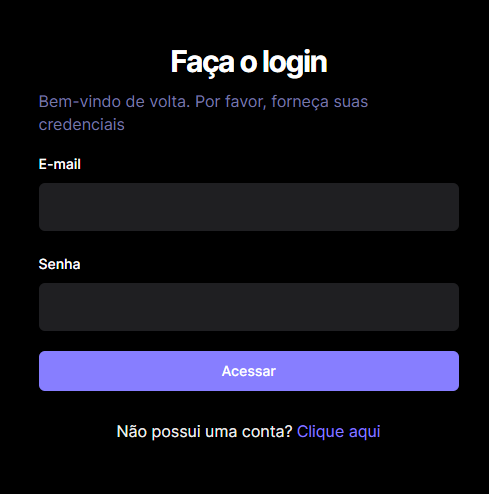 Faça o login
Bem-vindo de volta. Por favor, forneça suas
credenciais
E-mail
Senha
Acessar
Não possui uma conta? Clique aqui